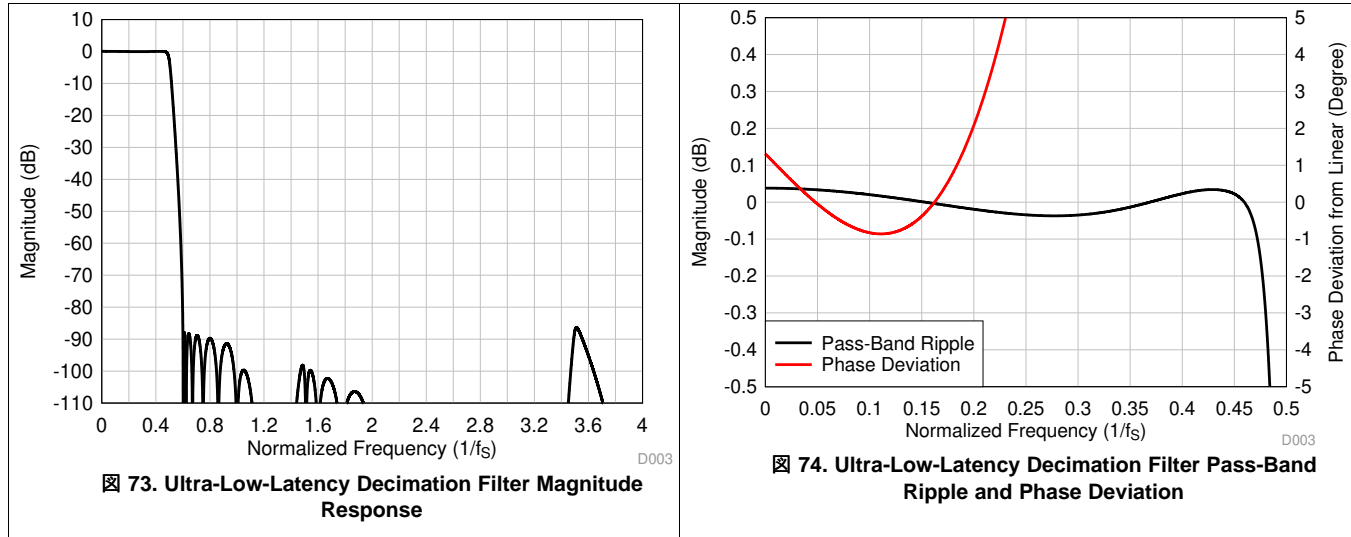 10
0
-10
-20
-30
-40
-50
-60
-70
-80
-90
-100
-110
Magnitude (dB)
0 0.4 0.8 1.2 1.6 2 2.4 2.8 3.2 3.6 4
Normalized Frequency (1/fS)
D003
図 73. Ultra-Low-Latency Decimation Filter Magnitude
Response
0.5
0.4
0.3
0.2
0.1
0
-0.1
-0.2
-0.3
-0.4
-0.5
Magnitude (dB)
5
4
3
2
1
0
-1
-2
-3
-4
-5
Phase Deviation from Linear (Degree)
Pass-Band Ripple
Phase Deviation
0 0.05 0.1 0.15 0.2 0.25 0.3 0.35 0.4 0.45 0.5
Normalized Frequency (1/fS)
D003
図 74. Ultra-Low-Latency Decimation Filter Pass-Band
Ripple and Phase Deviation